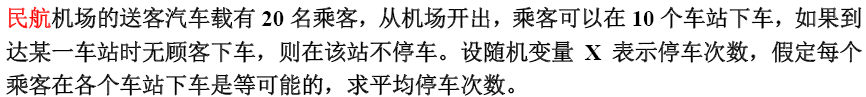 民航机场的送客汽车载有 20 名乘客，从机场开出，乘客可以在 10 个车站下车，如果到
达某一车站时无顾客下车，则在该站不停车。设随机变量 X 表示停车次数，假定每个
乘客在各个车站下车是等可能的，求平均停车次数。